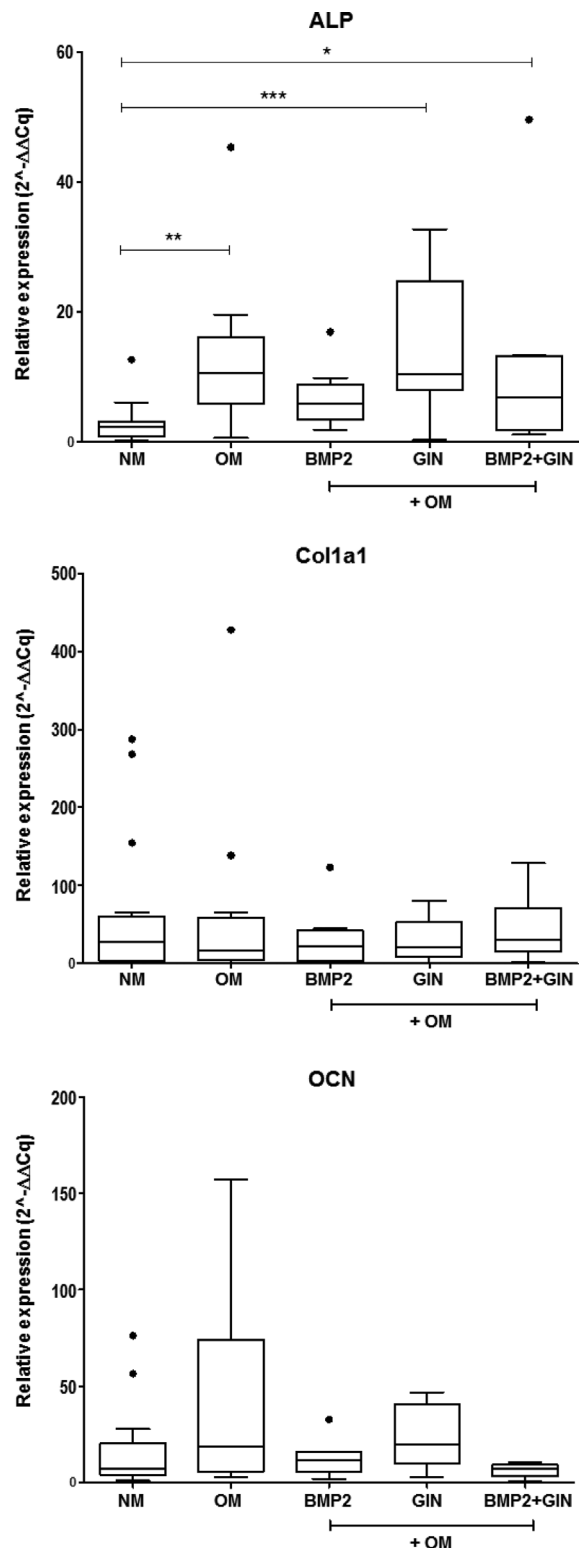 ALP
Relative expression (2^-ΔΔCq)
60
40
20
0
*
***
**
NM OM BMP2 GIN BMP2+GIN
+ OM
Col1a1
Relative expression (2^-ΔΔCq)
500
400
300
200
100
0
NM OM BMP2 GIN BMP2+GIN
+ OM
OCN
Relative expression (2^-ΔΔCq)
200
150
100
50
0
NM OM BMP2 GIN BMP2+GIN
+ OM